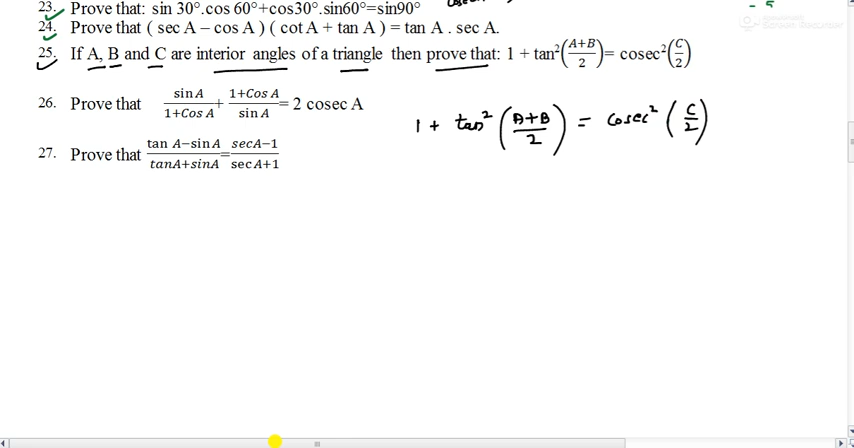 23. Prove that: sin 30°.cos 60°+cos30°.sin60°=sin90°
24. Prove that ( sec A – cos A ) ( cot A + tan A ) = tan A . sec A.
25. If A, B and C are interior angles of a triangle then prove that: 1 + tan²((A+B)/2)= cosec²(C/2)
26. Prove that sin A/(1+Cos A) + (1+Cos A)/sin A = 2 cosec A
1 + tan² ((A+B)/2) = cosec² (C/2)
27. Prove that (tan A−sinA)/(tanA+sinA) = (secA−1)/(secA+1)